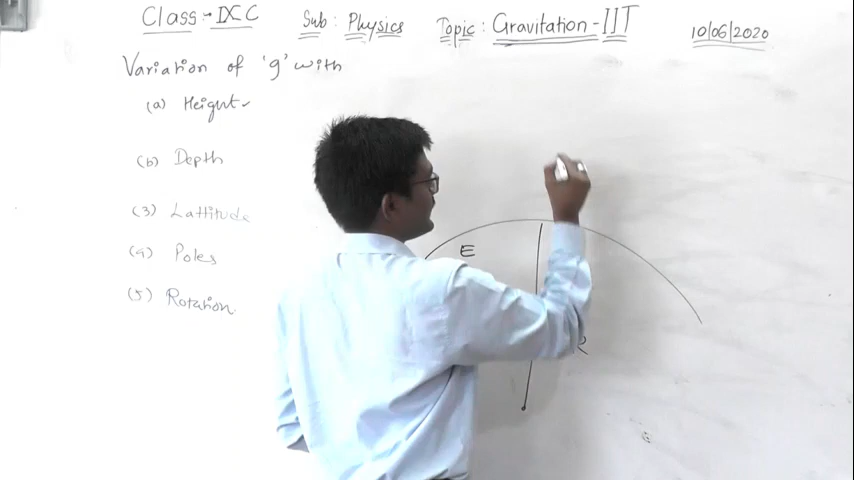 Class:- IX C Sub : Physics Topic : Gravitation - IIT 10/06/2020
Variation of 'g' with
(a) Height
(b) Depth
(3) Lattitude
(4) Poles
(5) Rotation.
E
R